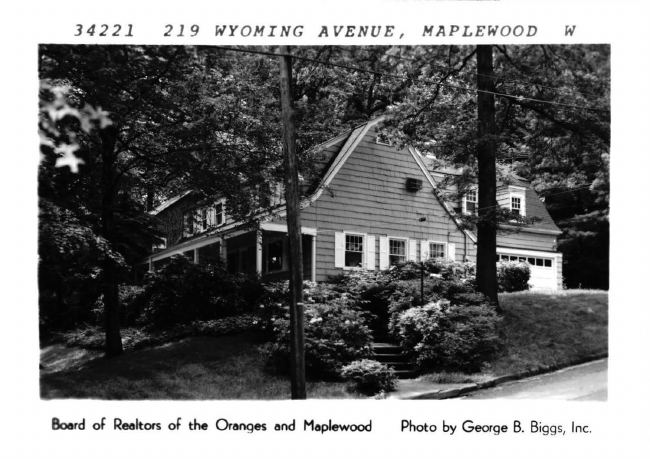 34221 219 WYOMING AVENUE, MAPLEWOOD W
Board of Realtors of the Oranges and Maplewood Photo by George B. Biggs, Inc.